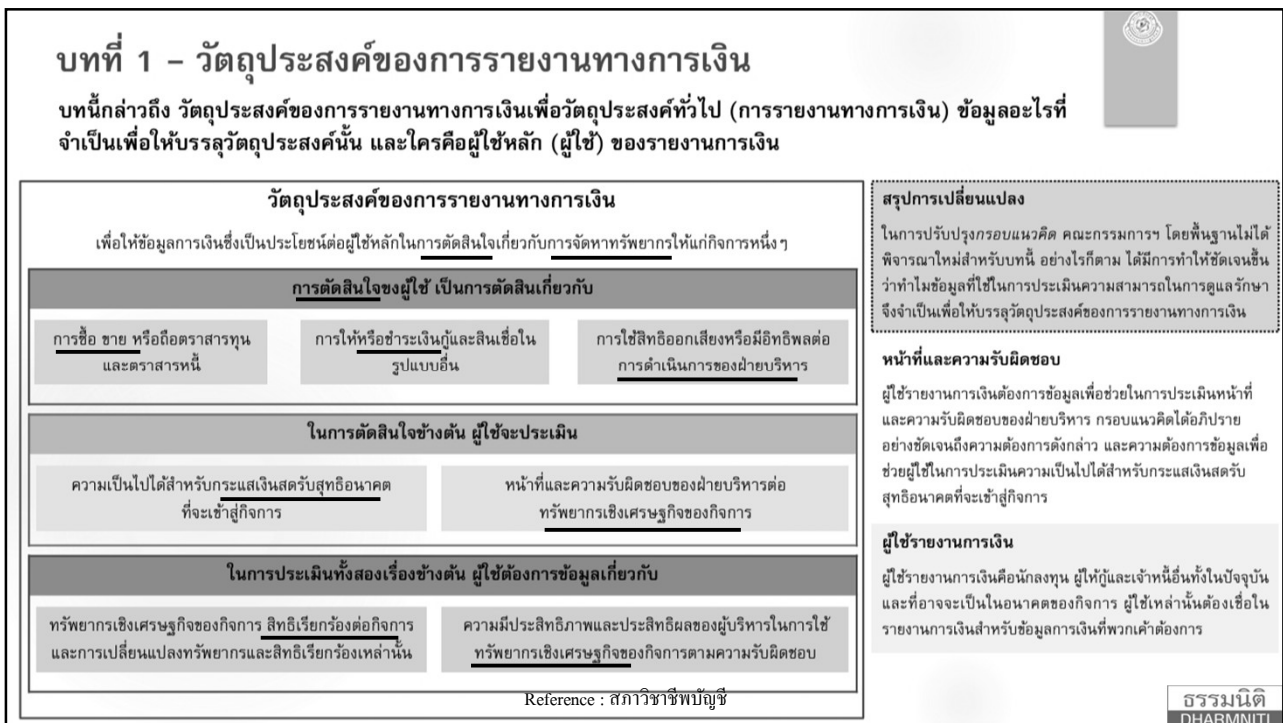 บทที่ 1 – วัตถุประสงค์ของการรายงานทางการเงิน
บทนี้กล่าวถึง วัตถุประสงค์ของการรายงานทางการเงินเพื่อวัตถุประสงค์ทั่วไป (การรายงานทางการเงิน) ข้อมูลอะไรที่
จำเป็นเพื่อให้บรรลุวัตถุประสงค์นั้น และใครคือผู้ใช้หลัก (ผู้ใช้) ของรายงานการเงิน
วัตถุประสงค์ของการรายงานทางการเงิน
เพื่อให้ข้อมูลการเงินซึ่งเป็นประโยชน์ต่อผู้ใช้หลักในการตัดสินใจเกี่ยวกับการจัดหาทรัพยากรให้แก่กิจการหนึ่งๆ
การตัดสินใจของผู้ใช้ เป็นการตัดสินเกี่ยวกับ
การซื้อ ขาย หรือถือตราสารทุน
และตราสารหนี้
การให้หรือชำระเงินกู้และสินเชื่อใน
รูปแบบอื่น
การใช้สิทธิออกเสียงหรือมีอิทธิพลต่อ
การดำเนินการของฝ่ายบริหาร
ในการตัดสินใจข้างต้น ผู้ใช้จะประเมิน
ความเป็นไปได้สำหรับกระแสเงินสดรับสุทธิอนาคต
ที่จะเข้าสู่กิจการ
หน้าที่และความรับผิดชอบของฝ่ายบริหารต่อ
ทรัพยากรเชิงเศรษฐกิจของกิจการ
ในการประเมินทั้งสองเรื่องข้างต้น ผู้ใช้ต้องการข้อมูลเกี่ยวกับ
ทรัพยากรเชิงเศรษฐกิจของกิจการ สิทธิเรียกร้องต่อกิจการ
และการเปลี่ยนแปลงทรัพยากรและสิทธิเรียกร้องเหล่านั้น
ความมีประสิทธิภาพและประสิทธิผลของผู้บริหารในการใช้
ทรัพยากรเชิงเศรษฐกิจของกิจการตามความรับผิดชอบ
Reference : สภาวิชาชีพบัญชี
สรุปการเปลี่ยนแปลง
ในการปรับปรุงกรอบแนวคิด คณะกรรมการฯ โดยพื้นฐานไม่ได้
พิจารณาใหม่สำหรับบทนี้ อย่างไรก็ตาม ได้มีการทำให้ชัดเจนขึ้น
ว่าทำไมข้อมูลที่ใช้ในการประเมินความสามารถในการดูแลรักษา
จึงจำเป็นเพื่อให้บรรลุวัตถุประสงค์ของการรายงานทางการเงิน
หน้าที่และความรับผิดชอบ
ผู้ใช้รายงานการเงินต้องการข้อมูลเพื่อช่วยในการประเมินหน้าที่
และความรับผิดชอบของฝ่ายบริหาร กรอบแนวคิดได้อภิปราย
อย่างชัดเจนถึงความต้องการดังกล่าว และความต้องการข้อมูลเพื่อ
ช่วยผู้ใช้ในการประเมินความเป็นไปได้สำหรับกระแสเงินสดรับ
สุทธิอนาคตที่จะเข้าสู่กิจการ
ผู้ใช้รายงานการเงิน
ผู้ใช้รายงานการเงินคือนักลงทุน ผู้ให้กู้และเจ้าหนี้อื่นทั้งในปัจจุบัน
และที่อาจจะเป็นในอนาคตของกิจการ ผู้ใช้เหล่านั้นต้องเชื่อใน
รายงานการเงินสำหรับข้อมูลการเงินที่พวกเค้าต้องการ
ธรรมนิติ
DHARMNITI